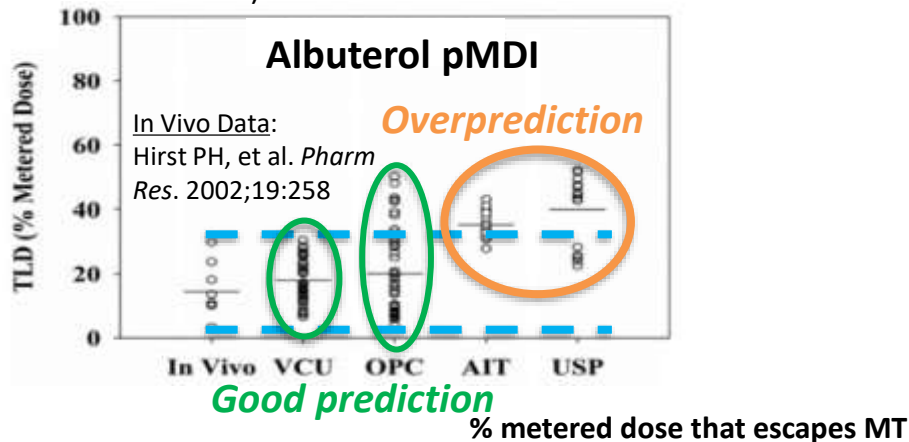 100
80
60
40
20
0
TLD (% Metered Dose)
Albuterol pMDI
In Vivo Data:
Hirst PH, et al. Pharm
Res. 2002;19:258
Overprediction
In Vivo VCU OPC AIT USP
Good prediction
% metered dose that escapes MT